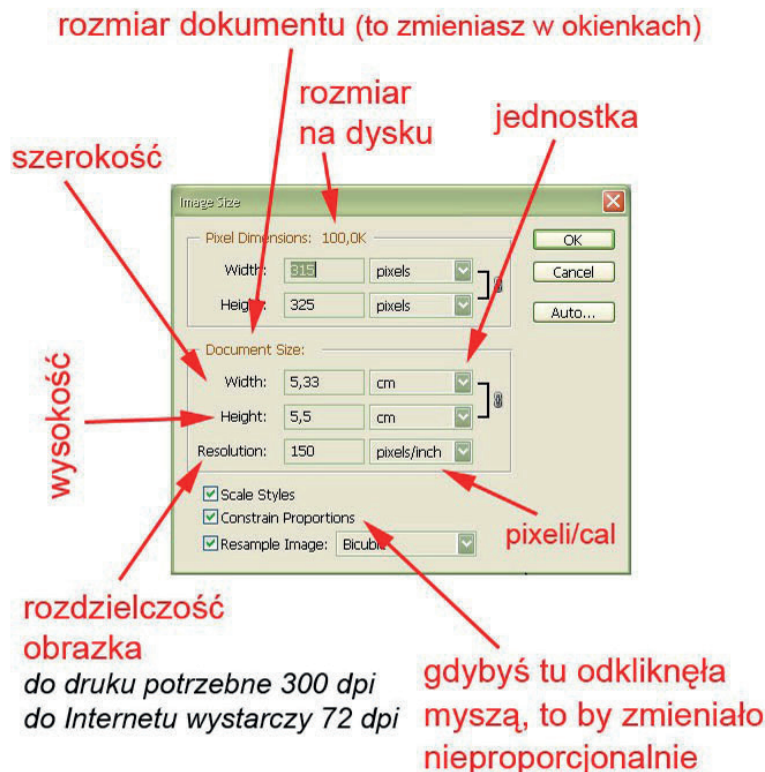 rozmiar dokumentu (to zmieniasz w okienkach)
rozmiar
na dysku
jednostka
szerokość
Image Size
Pixel Dimensions: 100,0K
Width: 315 pixels
Height: 325 pixels
OK
Cancel
Auto...
Document Size:
Width: 5,33 cm
Height: 5,5 cm
Resolution: 150 pixels/inch
wysokość
Scale Styles
Constrain Proportions
Resample Image: Bicubic
pixeli/cal
rozdzielczość
obrazka
do druku potrzebne 300 dpi
do Internetu wystarczy 72 dpi
gdybyś tu odkliknęła
myszą, to by zmieniało
nieproporcjonalnie